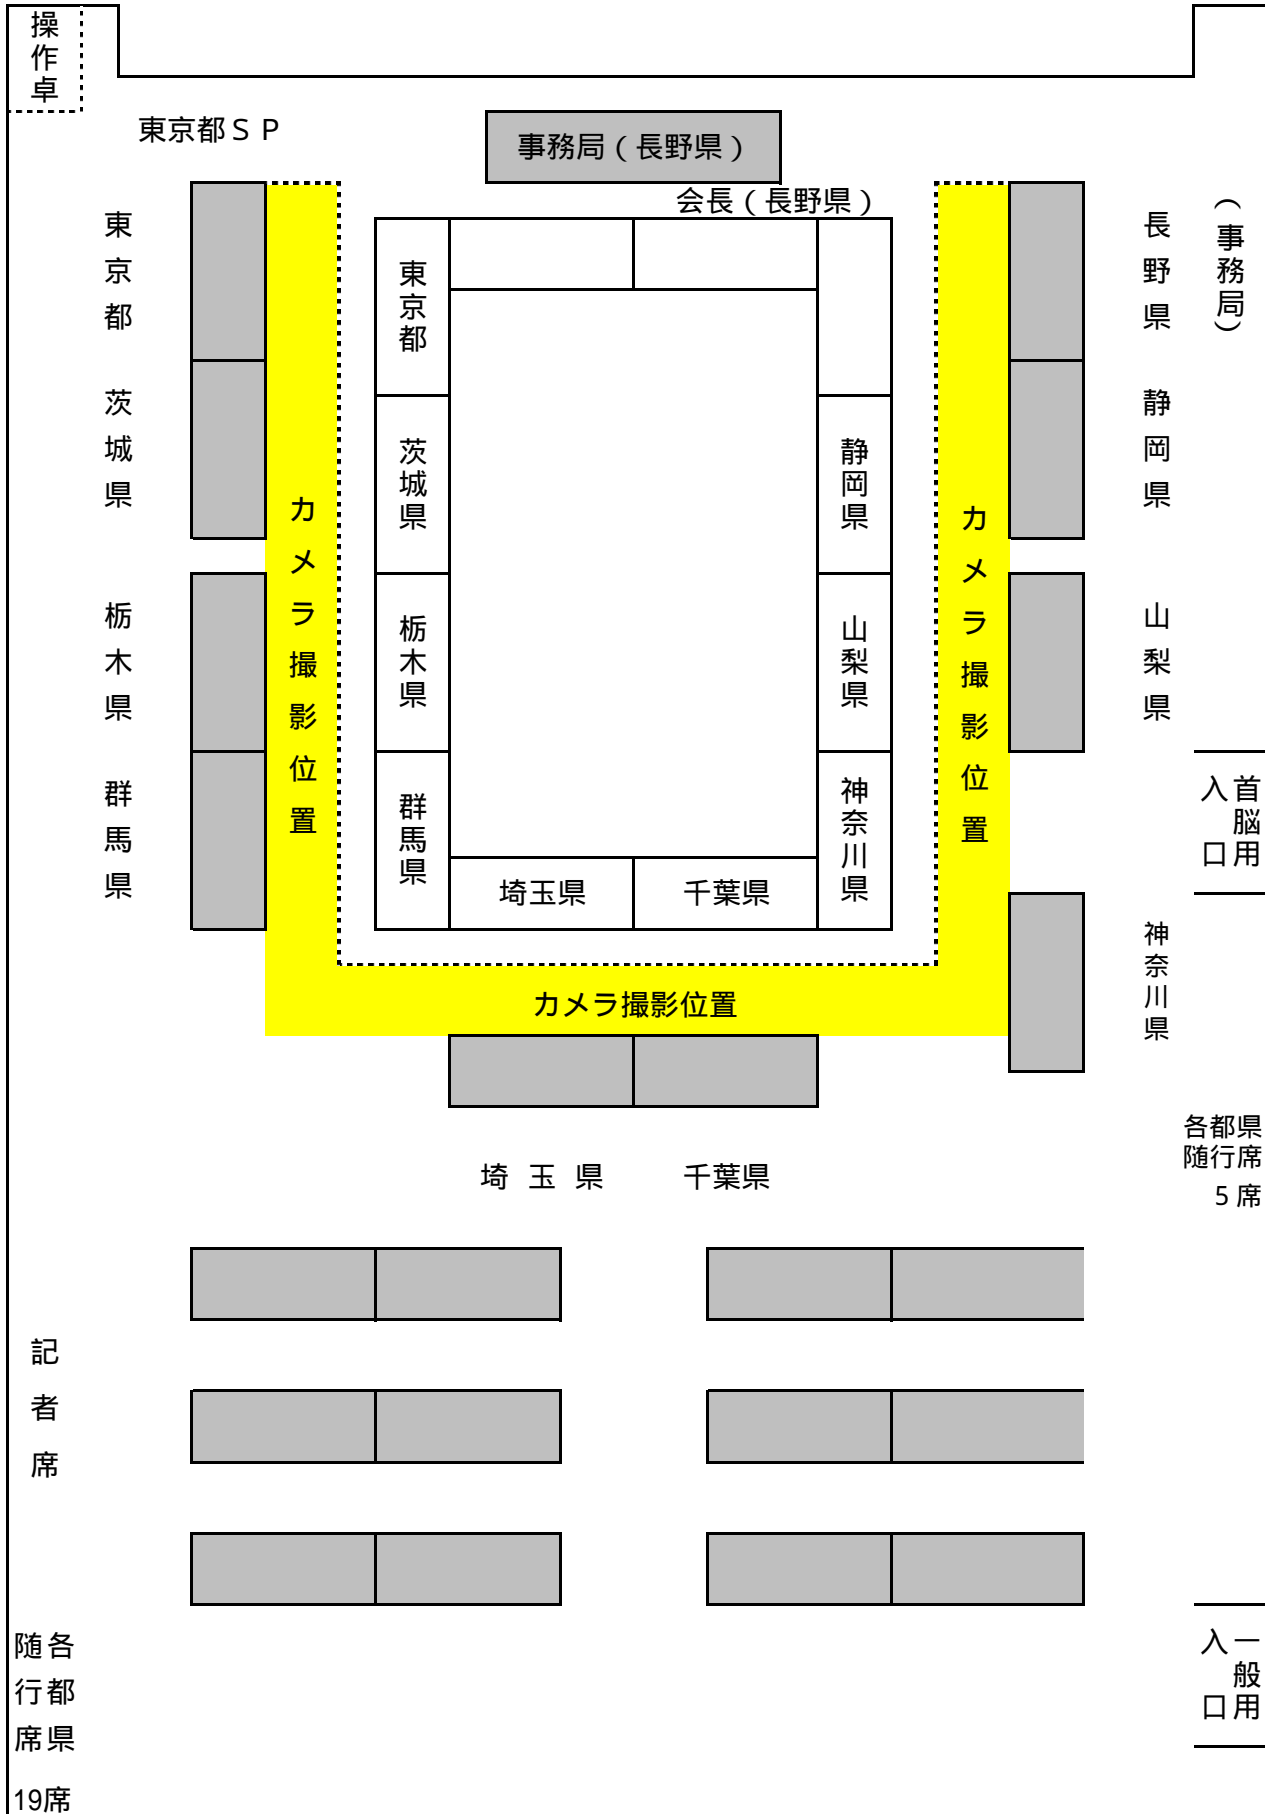 操作卓
東京都ＳＰ
事務局（長野県）
会長（長野県）
東京都
茨城県
栃木県
群馬県
カメラ撮影位置
東京都
茨城県
栃木県
群馬県
埼玉県
千葉県
静岡県
山梨県
神奈川県
カメラ撮影位置
カメラ撮影位置
長野県
（事務局）
静岡県
山梨県
神奈川県
首脳用
入口
埼玉県
千葉県
各都県
随行席
５席
記者席
各都県
随行席
19席
一般用
入口